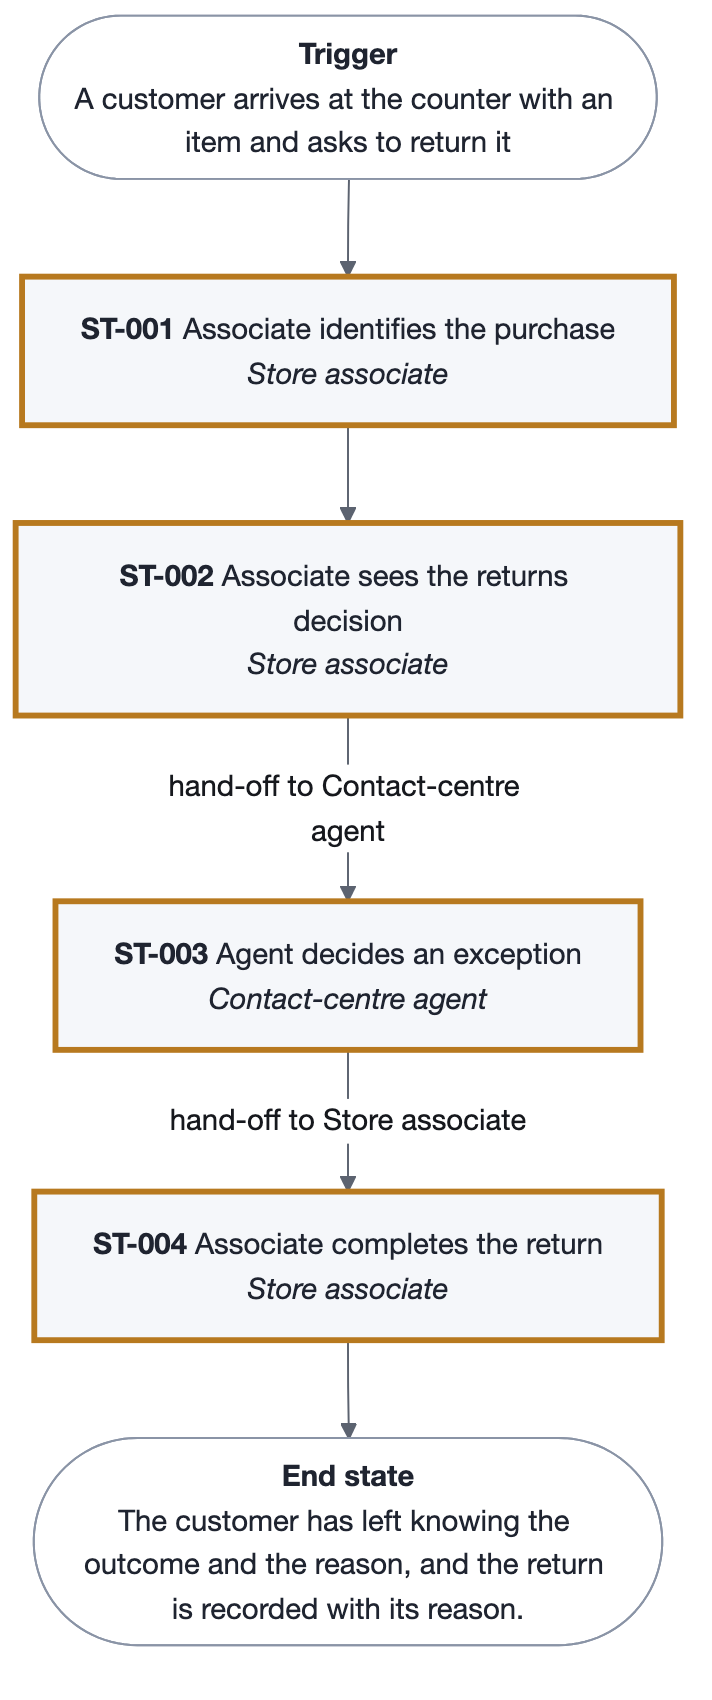 Trigger
A customer arrives at the counter with an
item and asks to return it
ST-001 Associate identifies the purchase
Store associate
ST-002 Associate sees the returns
decision
Store associate
hand-off to Contact-centre
agent
ST-003 Agent decides an exception
Contact-centre agent
hand-off to Store associate
ST-004 Associate completes the return
Store associate
End state
The customer has left knowing the
outcome and the reason, and the return
is recorded with its reason.